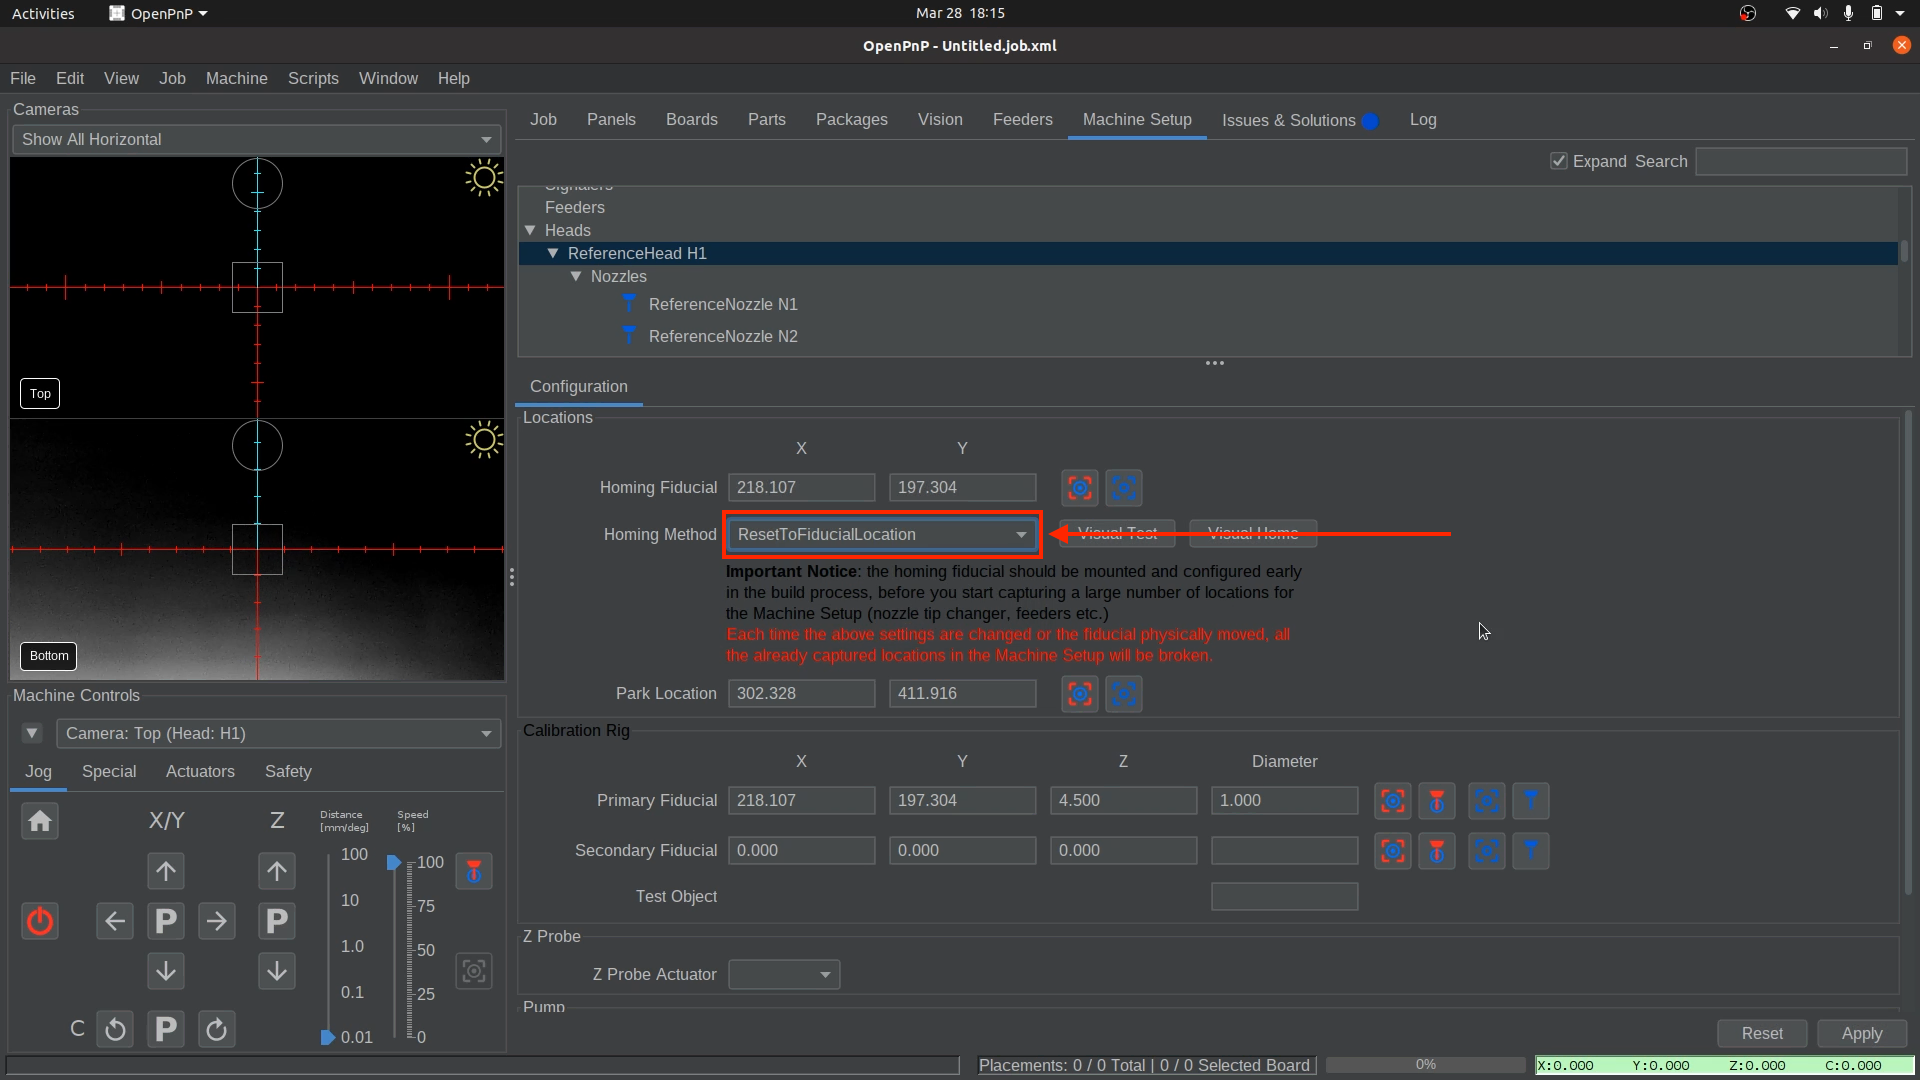 Activities OpenPnP Mar 28 18:15
OpenPnP - Untitled.job.xml
File Edit View Job Machine Scripts Window Help
Cameras
Show All Horizontal
Top
Bottom
Machine Controls
Camera: Top (Head: H1)
Jog Special Actuators Safety
X/Y Z Distance [mm/deg] Speed [%]
100 100
10 75
P P
1.0 50
0.1 25
C P 0.01 0
Job Panels Boards Parts Packages Vision Feeders Machine Setup Issues & Solutions Log
Expand Search
Signalers
Feeders
Heads
ReferenceHead H1
Nozzles
ReferenceNozzle N1
ReferenceNozzle N2
Configuration
Locations
X Y
Homing Fiducial 218.107 197.304
Homing Method ResetToFiducialLocation Visual Test Visual Home
Important Notice: the homing fiducial should be mounted and configured early
in the build process, before you start capturing a large number of locations for
the Machine Setup (nozzle tip changer, feeders etc.)
Each time the above settings are changed or the fiducial physically moved, all
the already captured locations in the Machine Setup will be broken.
Park Location 302.328 411.916
Calibration Rig
X Y Z Diameter
Primary Fiducial 218.107 197.304 4.500 1.000
Secondary Fiducial 0.000 0.000 0.000
Test Object
Z Probe
Z Probe Actuator
Pump
Reset Apply
Placements: 0 / 0 Total | 0 / 0 Selected Board 0% X:0.000 Y:0.000 Z:0.000 C:0.000